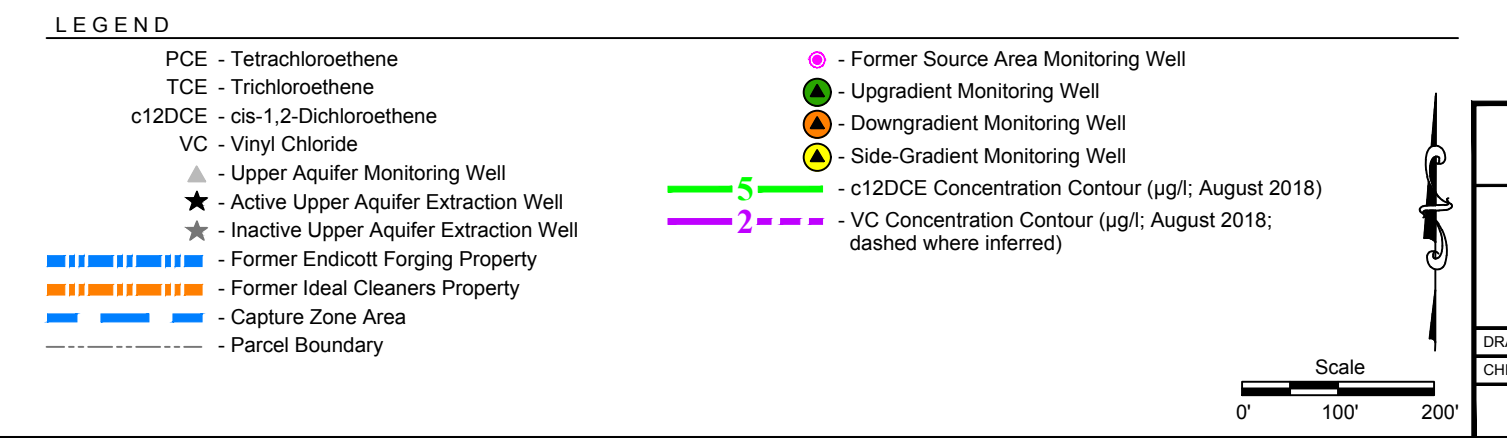 LEGEND
PCE - Tetrachloroethene
TCE - Trichloroethene
c12DCE - cis-1,2-Dichloroethene
VC - Vinyl Chloride
- Upper Aquifer Monitoring Well
- Active Upper Aquifer Extraction Well
- Inactive Upper Aquifer Extraction Well
- Former Endicott Forging Property
- Former Ideal Cleaners Property
- Capture Zone Area
- Parcel Boundary
- Former Source Area Monitoring Well
- Upgradient Monitoring Well
- Downgradient Monitoring Well
- Side-Gradient Monitoring Well
5 - c12DCE Concentration Contour (µg/l; August 2018)
2 - VC Concentration Contour (µg/l; August 2018;
dashed where inferred)
Scale
0' 100' 200'